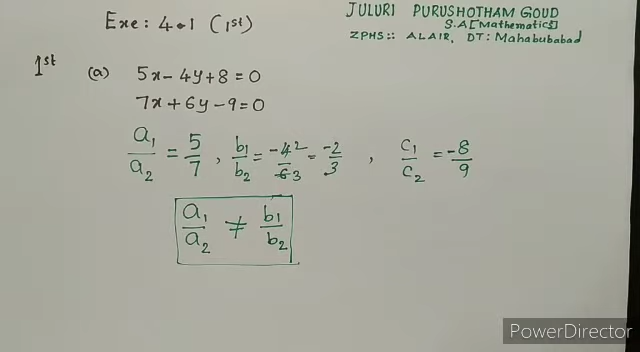 Exe: 4.1 (1st)
JULURI PURUSHOTHAM GOUD
S.A [Mathematics]
ZPHS:: ALAIR, DT: Mahabubabad
1st (a) 5x - 4y + 8 = 0
7x + 6y - 9 = 0
a₁/a₂ = 5/7 , b₁/b₂ = -4²/63 = -2/3 , c₁/c₂ = -8/9
a₁/a₂ ≠ b₁/b₂
PowerDirector